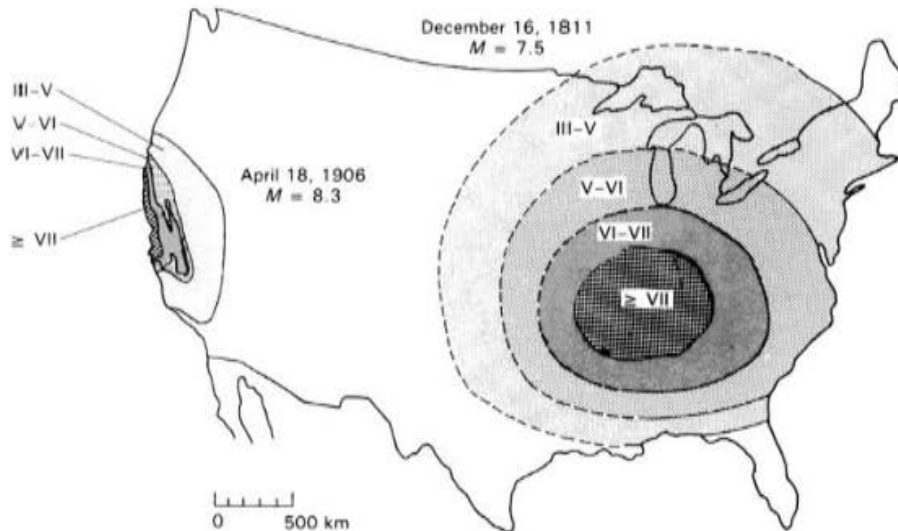 December 16, 1811
M = 7.5
III-V
III-V
V-VI
VI-VII
April 18, 1906
M = 8.3
V-VI
VI-VII
≥ VII
≥ VII
0 500 km